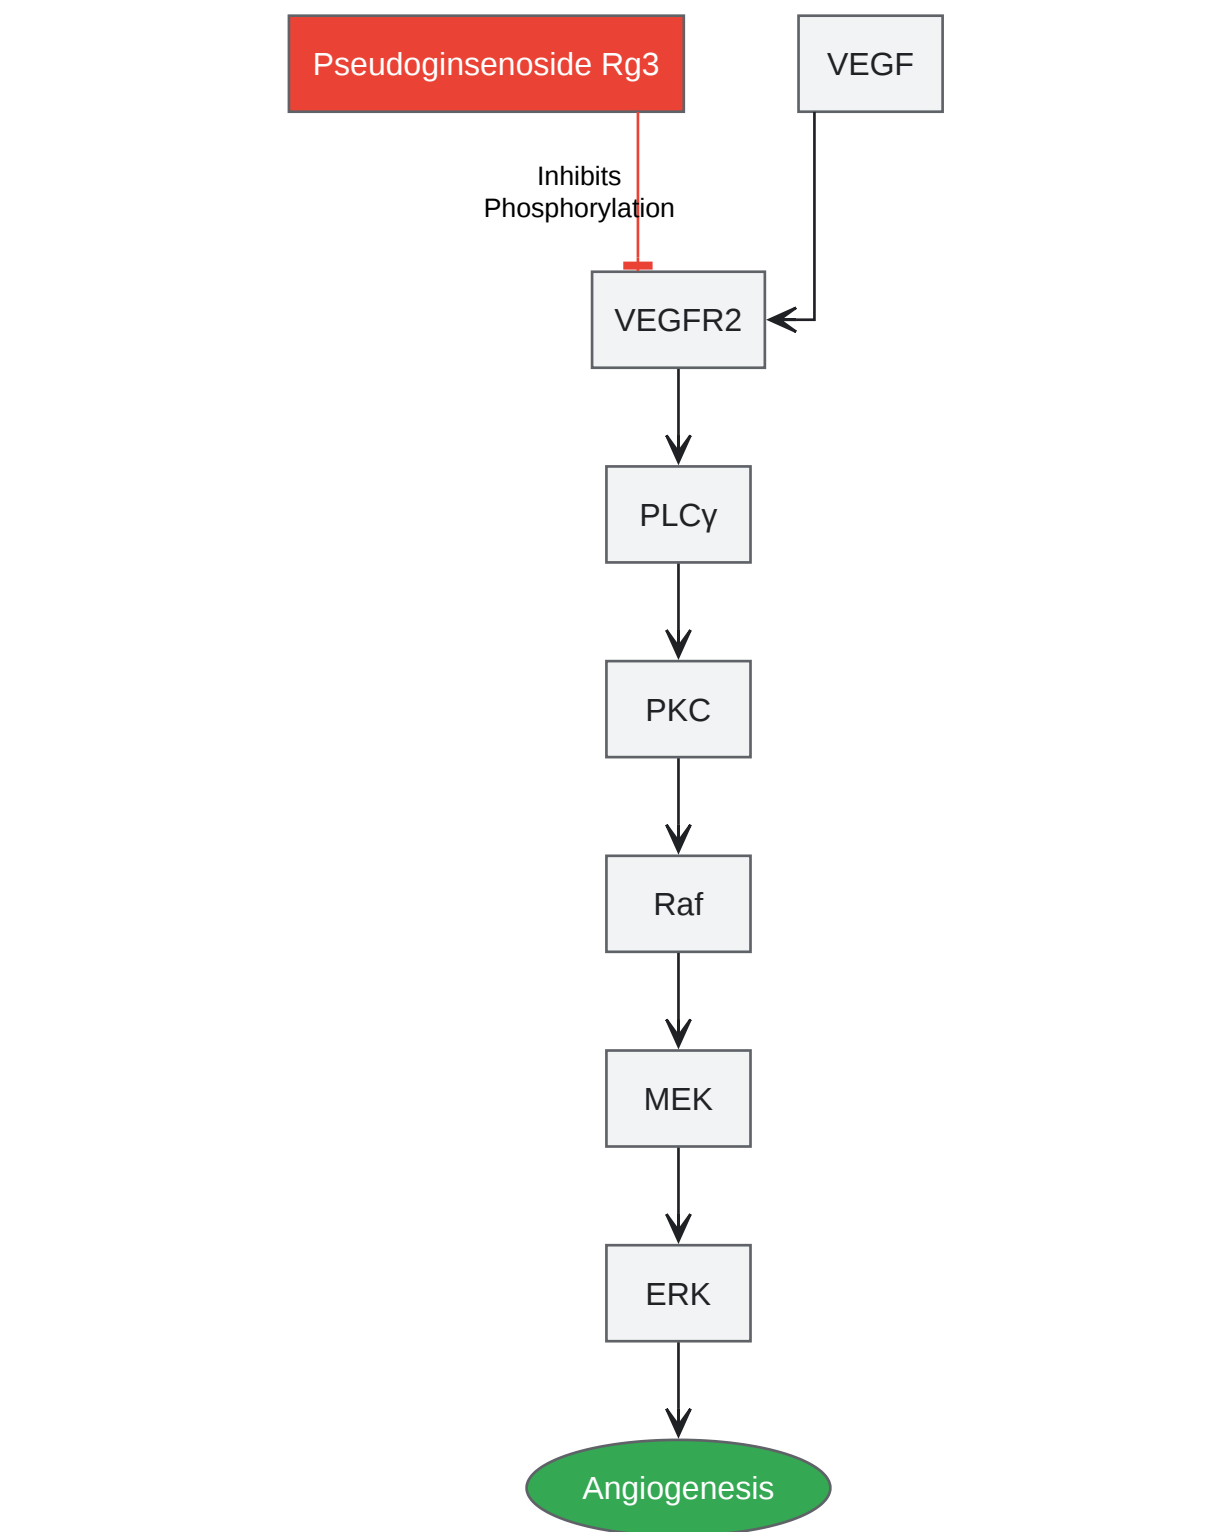 Pseudoginsenoside Rg3
VEGF
Inhibits
Phosphorylation
VEGFR2
PLCγ
PKC
Raf
MEK
ERK
Angiogenesis